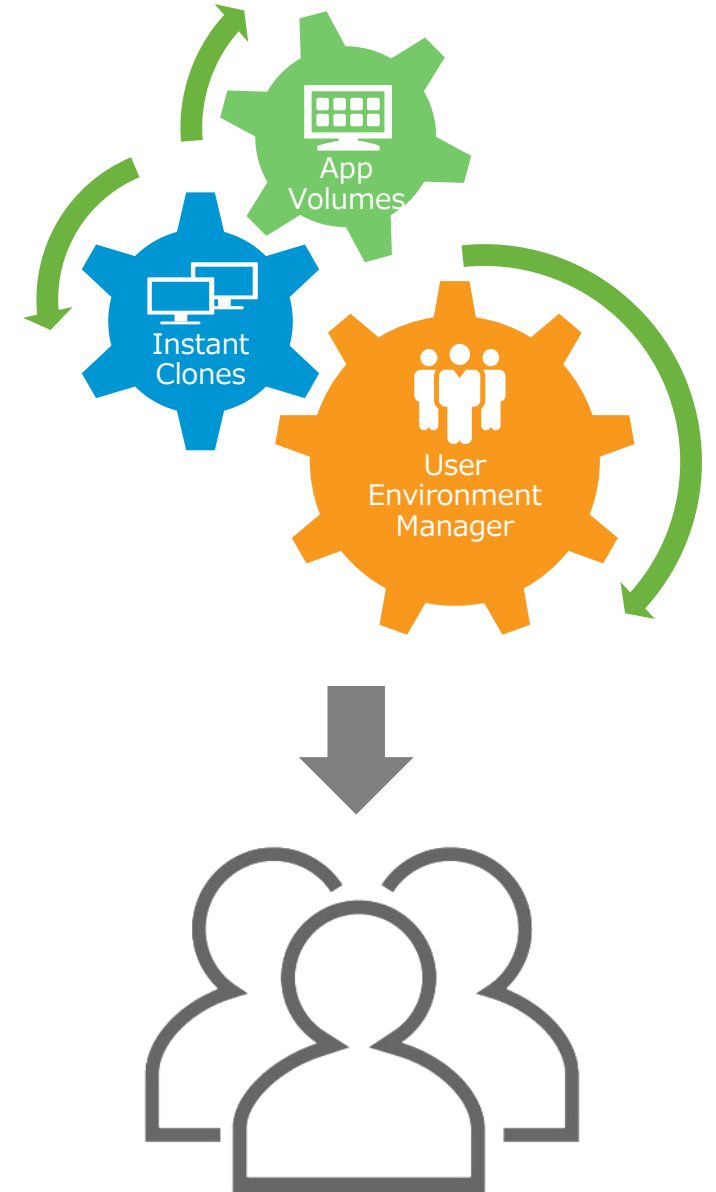 App
Volumes
Instant
Clones
User
Environment
Manager